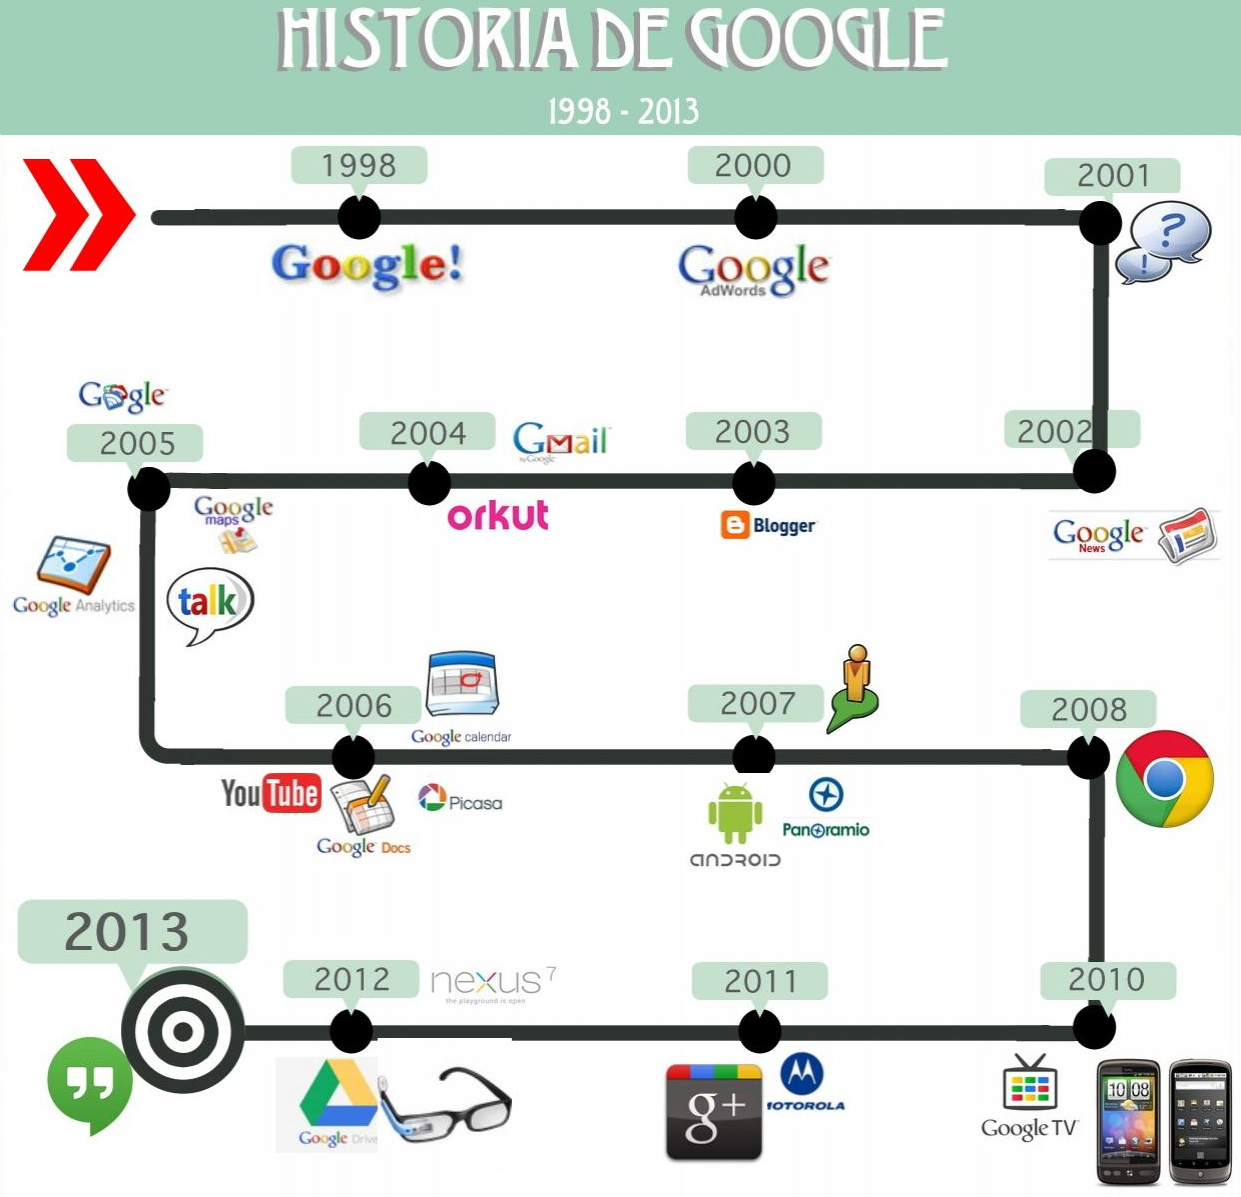 HISTORIA DE GOOGLE
1998 - 2013
1998
2000
2001
Google!
Google
AdWords
?
!
Google
2005
2004
Gmail
by Google
2003
2002
Google
maps
orkut
Blogger
Google
News
Google Analytics
talk
2006
Google calendar
2007
2008
YouTube
Google Docs
Picasa
ANDROID
Panoramio
2013
2012
nexus 7
the playground is open
2011
2010
Google Drive
g+
MOTOROLA
Google TV
10 08